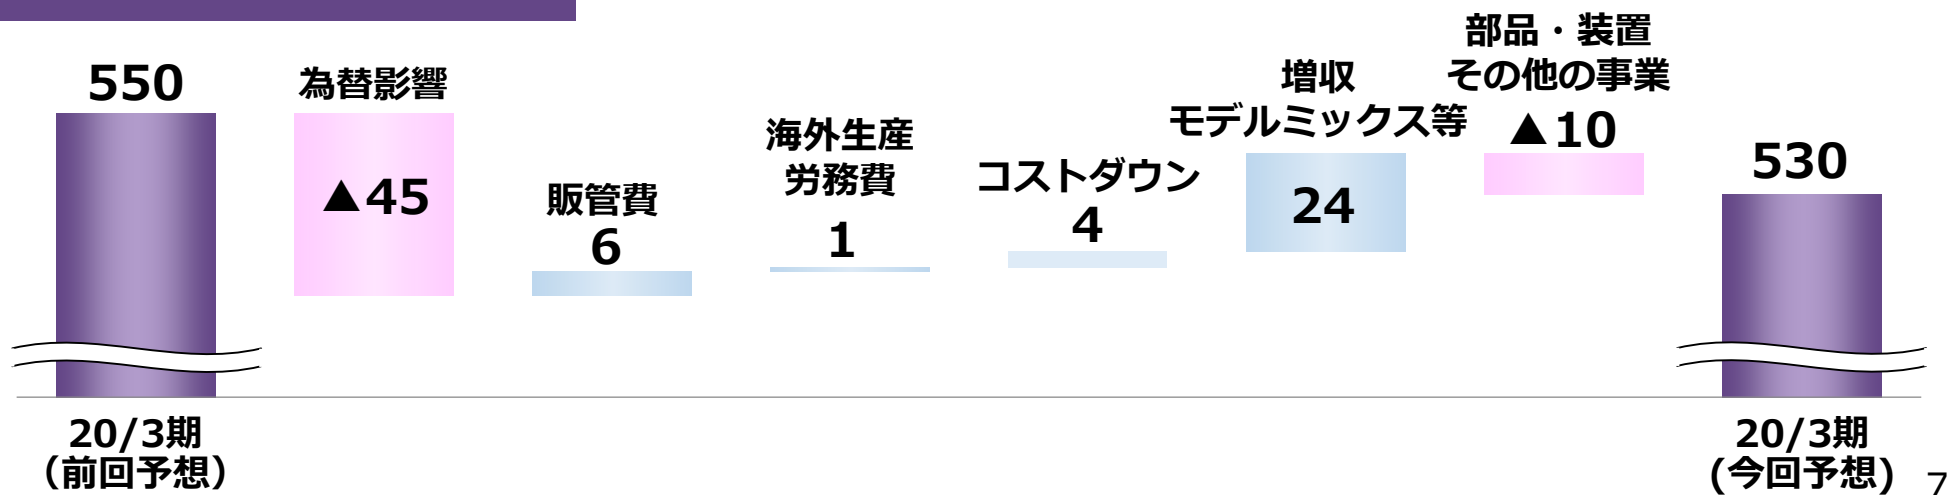 550
為替影響
▲45
販管費
6
海外生産
労務費
1
コストダウン
4
増収
モデルミックス等
24
部品・装置
その他の事業
▲10
530
20/3期
（前回予想）
20/3期
(今回予想)
7